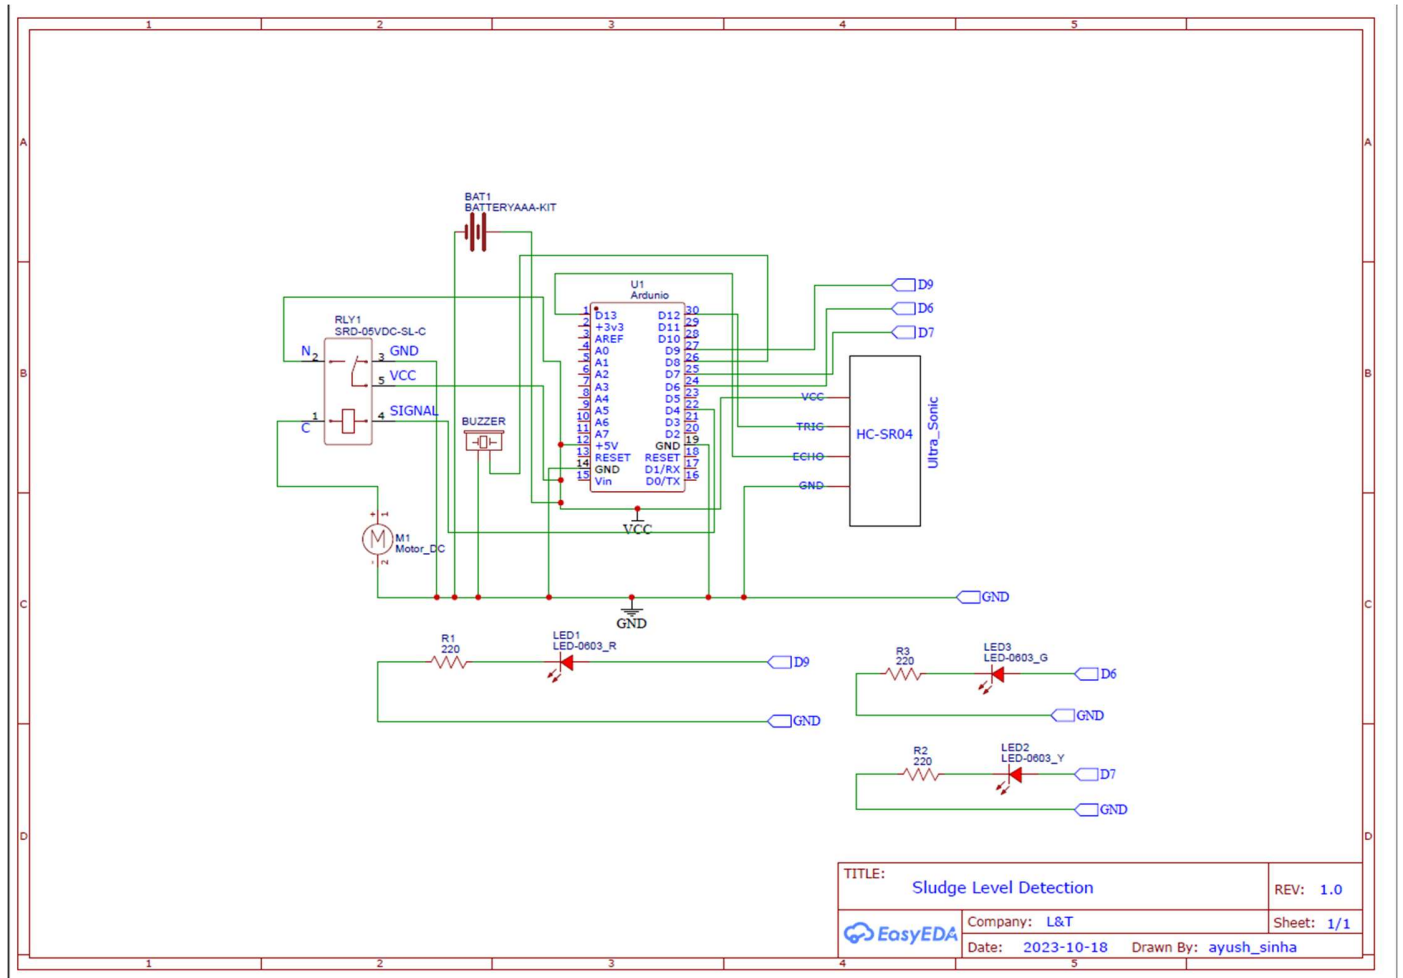 1 2 3 4 5
A A
BAT1
BATTERYAAA-KIT
B B
U1
Ardunio
D9
D6
D7
RLY1
SRD-05VDC-SL-C
N 2 3 GND
5 VCC
1 C 4 SIGNAL
BUZZER
1 D13 D12 30
2 +3v3 D11 29
3 AREF D10 28
4 A0 D9 27
5 A1 D8 26
6 A2 D7 25
7 A3 D6 24
8 A4 D5 23
9 A5 D4 22
10 A6 D3 21
11 A7 D2 20
12 +5V GND 19
13 RESET RESET 18
14 GND D1/RX 17
15 Vin D0/TX 16
VCC
TRIG
ECHO
GND
HC-SR04
Ultra_Sonic
VCC
+ 1
M M1
Motor_DC
- 2
C C
GND
GND
R1
220
LED1
LED-0603_R
D9
GND
R3
220
LED3
LED-0603_G
D6
GND
R2
220
LED2
LED-0603_Y
D7
GND
D D
TITLE:
Sludge Level Detection
REV: 1.0
EasyEDA
Company: L&T
Sheet: 1/1
Date: 2023-10-18 Drawn By: ayush_sinha
1 2 3 4 5